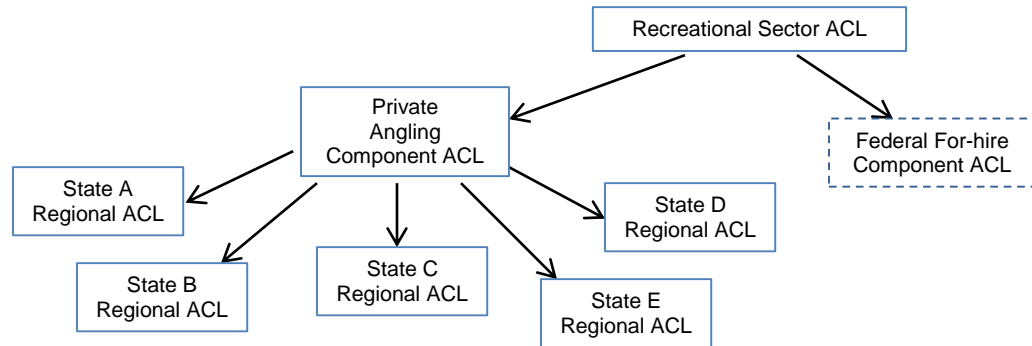 Recreational Sector ACL
Private
Angling
Component ACL
Federal For-hire
Component ACL
State A
Regional ACL
State D
Regional ACL
State B
Regional ACL
State C
Regional ACL
State E
Regional ACL